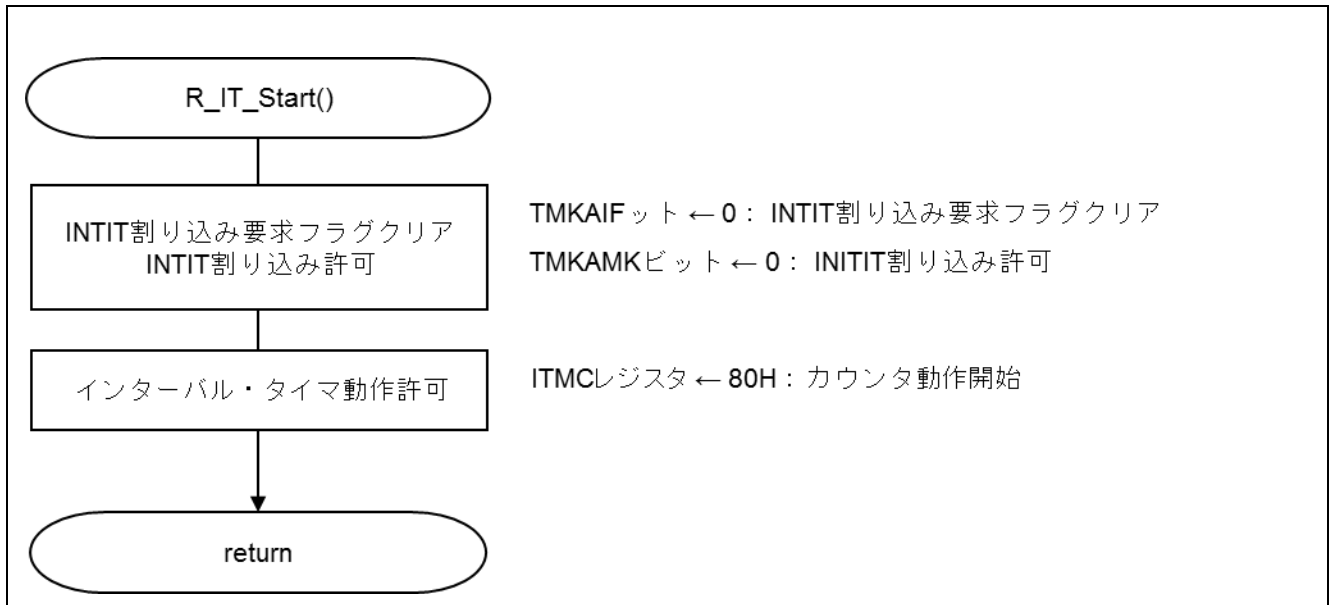 R_IT_Start()
INTIT割り込み要求フラグクリア
INTIT割り込み許可
TMKAIFット ← 0： INTIT割り込み要求フラグクリア
TMKAMKビット ← 0： INITIT割り込み許可
インターバル・タイマ動作許可
ITMCレジスタ ← 80H：カウンタ動作開始
return